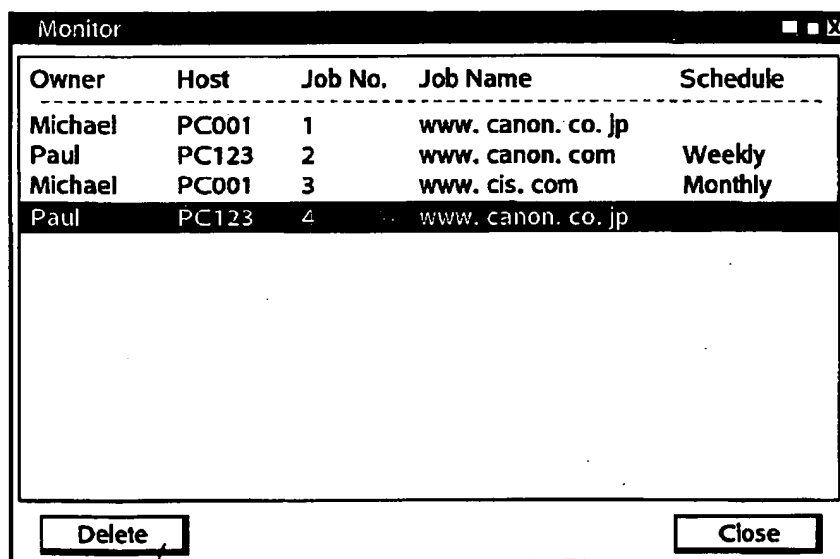 Monitor
Owner Host Job No. Job Name Schedule
Michael PC001 1 www. canon. co. jp
Paul PC123 2 www. canon. com Weekly
Michael PC001 3 www. cis. com Monthly
Paul PC123 4 www. canon. co. jp
Delete Close